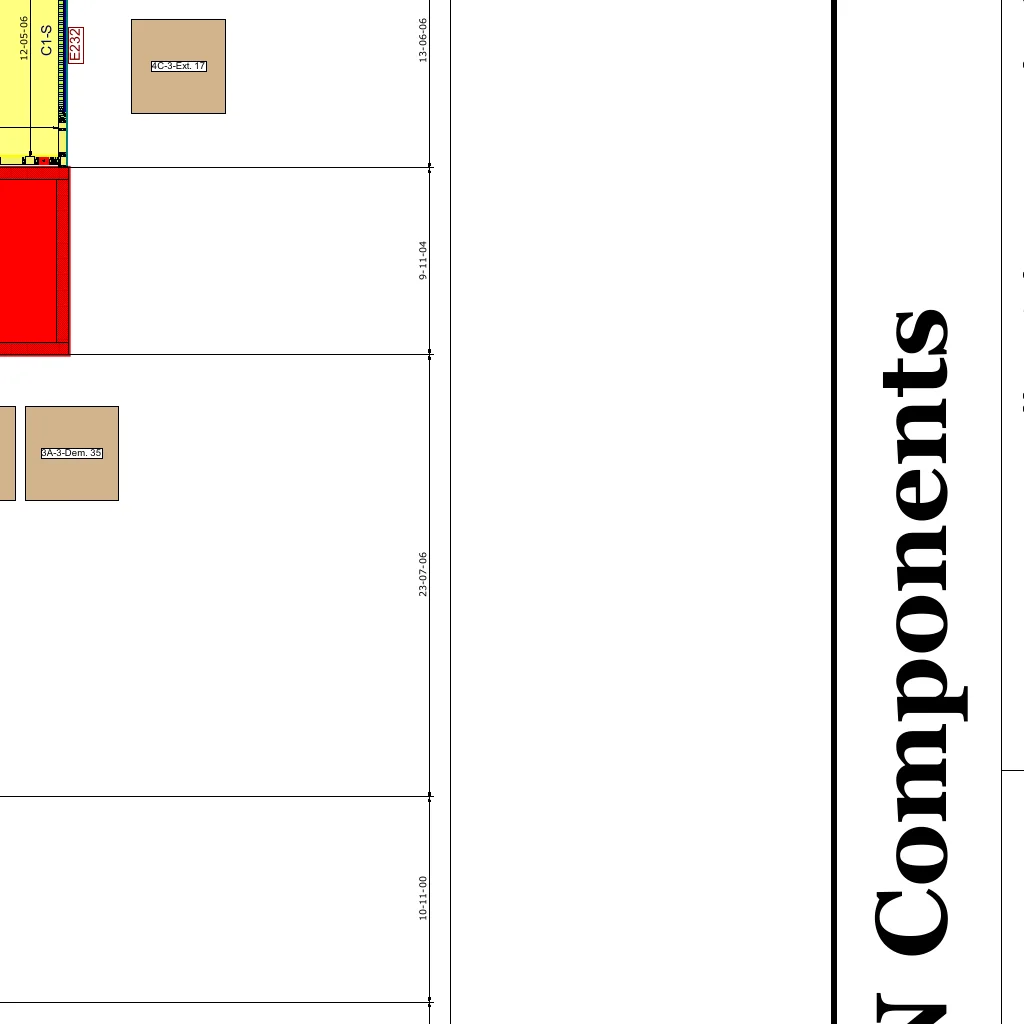 12-05-06
C1-S
E232
4C-3-Ext. 17
13-06-06
9-11-04
3A-3-Dem. 35
23-07-06
10-11-00
N Components